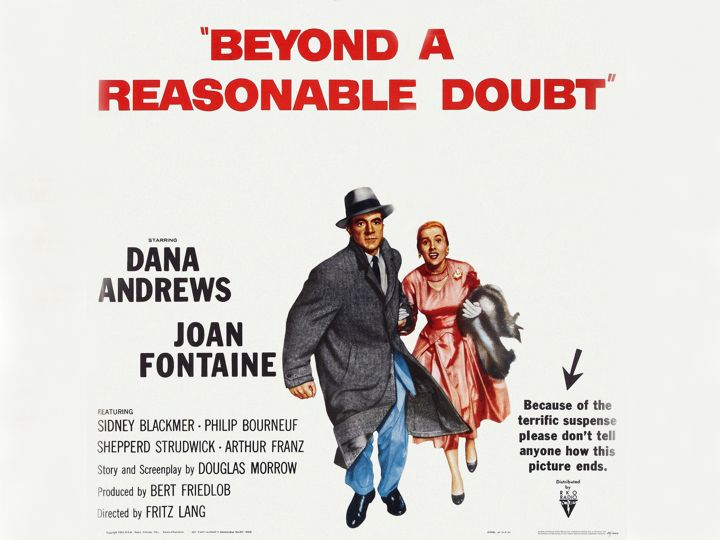 "BEYOND A
REASONABLE DOUBT"
STARRING
DANA
ANDREWS
JOAN
FONTAINE
FEATURING
SIDNEY BLACKMER · PHILIP BOURNEUF
SHEPPERD STRUDWICK · ARTHUR FRANZ
Story and Screenplay by DOUGLAS MORROW
Produced by BERT FRIEDLOB
Directed by FRITZ LANG
Because of the
terrific suspense
please don't tell
anyone how this
picture ends.
Distributed
by
RKO
RADIO